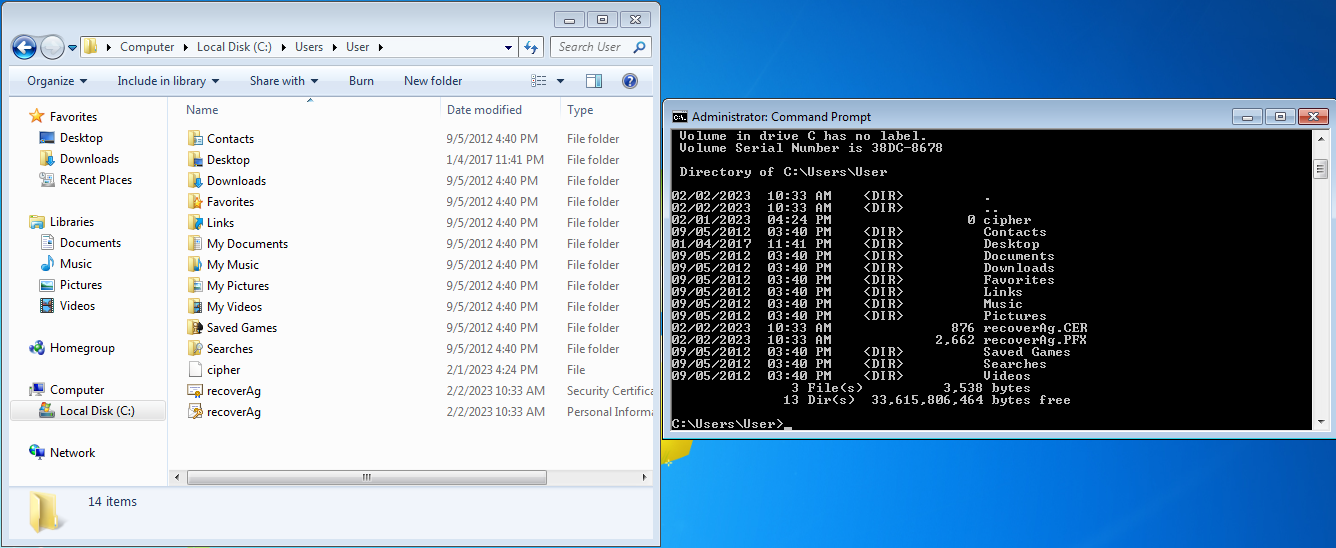 Computer Local Disk (C:) Users User Search User
Organize Include in library Share with Burn New folder
Favorites
Desktop
Downloads
Recent Places
Libraries
Documents
Music
Pictures
Videos
Homegroup
Computer
Local Disk (C:)
Network
Name Date modified Type
Contacts 9/5/2012 4:40 PM File folder
Desktop 1/4/2017 11:41 PM File folder
Downloads 9/5/2012 4:40 PM File folder
Favorites 9/5/2012 4:40 PM File folder
Links 9/5/2012 4:40 PM File folder
My Documents 9/5/2012 4:40 PM File folder
My Music 9/5/2012 4:40 PM File folder
My Pictures 9/5/2012 4:40 PM File folder
My Videos 9/5/2012 4:40 PM File folder
Saved Games 9/5/2012 4:40 PM File folder
Searches 9/5/2012 4:40 PM File folder
cipher 2/1/2023 4:24 PM File
recoverAg 2/2/2023 10:33 AM Security Certifica
recoverAg 2/2/2023 10:33 AM Personal Informa
14 items
C:\. Administrator: Command Prompt
Volume in drive C has no label.
Volume Serial Number is 38DC-8678
Directory of C:\Users\User
02/02/2023 10:33 AM <DIR> .
02/02/2023 10:33 AM <DIR> ..
02/01/2023 04:24 PM 0 cipher
09/05/2012 03:40 PM <DIR> Contacts
01/04/2017 11:41 PM <DIR> Desktop
09/05/2012 03:40 PM <DIR> Documents
09/05/2012 03:40 PM <DIR> Downloads
09/05/2012 03:40 PM <DIR> Favorites
09/05/2012 03:40 PM <DIR> Links
09/05/2012 03:40 PM <DIR> Music
09/05/2012 03:40 PM <DIR> Pictures
02/02/2023 10:33 AM 876 recoverAg.CER
02/02/2023 10:33 AM 2,662 recoverAg.PFX
09/05/2012 03:40 PM <DIR> Saved Games
09/05/2012 03:40 PM <DIR> Searches
09/05/2012 03:40 PM <DIR> Videos
3 File(s) 3,538 bytes
13 Dir(s) 33,615,806,464 bytes free
C:\Users\User>_